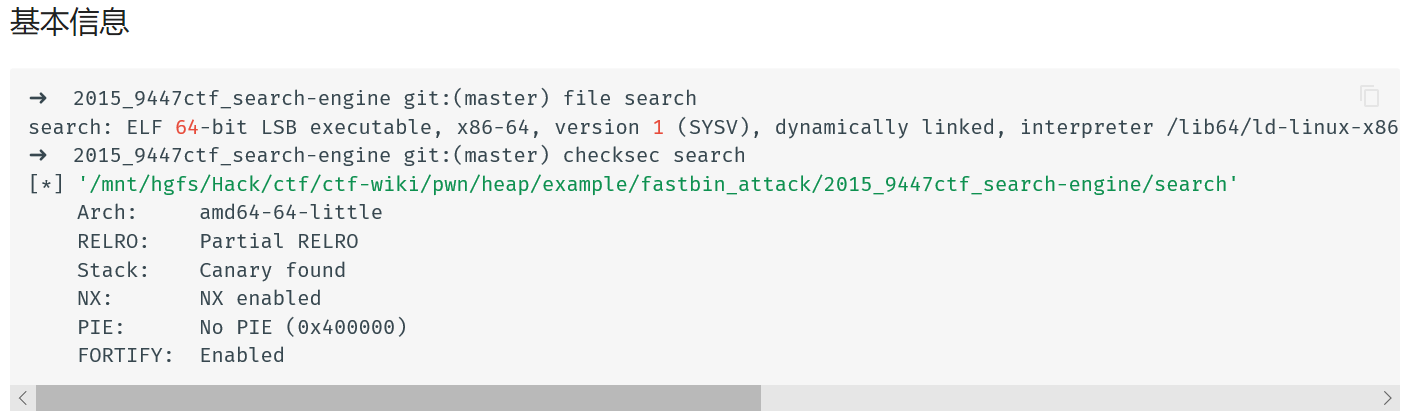 基本信息
➜  2015_9447ctf_search-engine git:(master) file search
search: ELF 64-bit LSB executable, x86-64, version 1 (SYSV), dynamically linked, interpreter /lib64/ld-linux-x86
➜  2015_9447ctf_search-engine git:(master) checksec search
[*] '/mnt/hgfs/Hack/ctf/ctf-wiki/pwn/heap/example/fastbin_attack/2015_9447ctf_search-engine/search'
    Arch:     amd64-64-little
    RELRO:    Partial RELRO
    Stack:    Canary found
    NX:       NX enabled
    PIE:      No PIE (0x400000)
    FORTIFY:  Enabled